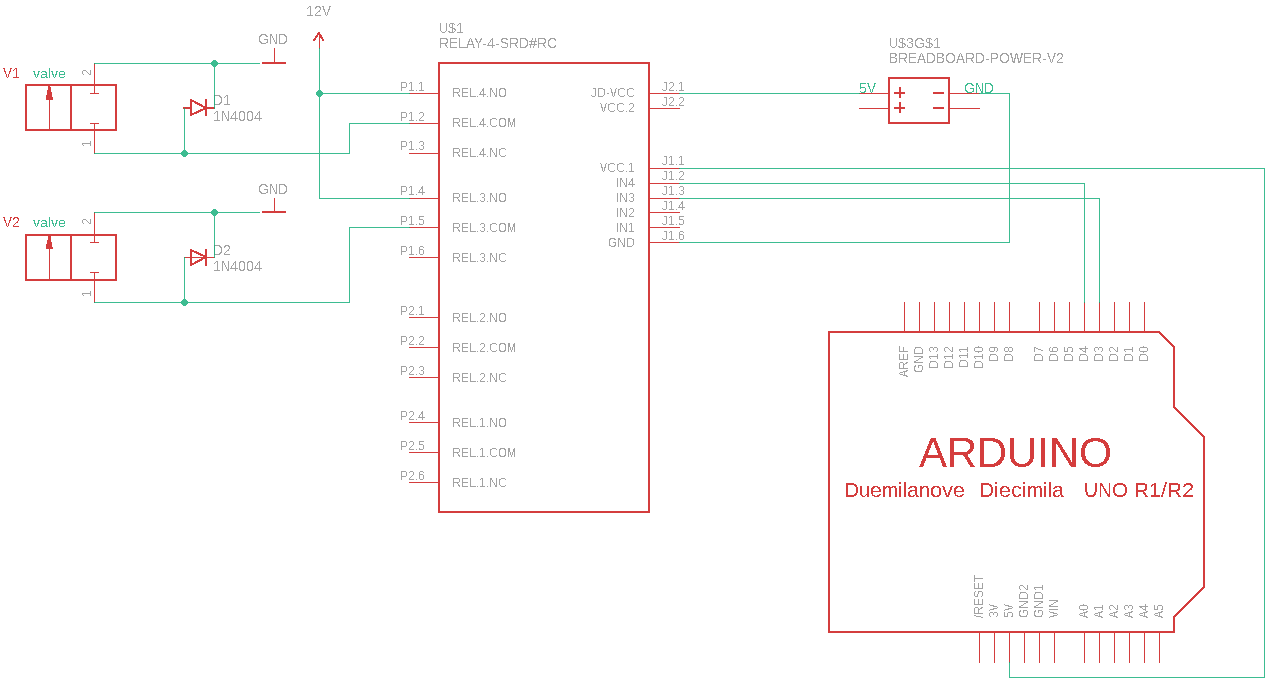 12V
U$1
RELAY-4-SRD#RC
GND
V1 valve
2
1
D1
1N4004
GND
V2 valve
2
1
D2
1N4004
P1.1 REL.4.NO
P1.2 REL.4.COM
P1.3 REL.4.NC
P1.4 REL.3.NO
P1.5 REL.3.COM
P1.6 REL.3.NC
P2.1 REL.2.NO
P2.2 REL.2.COM
P2.3 REL.2.NC
P2.4 REL.1.NO
P2.5 REL.1.COM
P2.6 REL.1.NC
JD-VCC J2.1
VCC.2 J2.2
VCC.1 J1.1
IN4 J1.2
IN3 J1.3
IN2 J1.4
IN1 J1.5
GND J1.6
U$3G$1
BREADBOARD-POWER-V2
5V + − GND
+ −
AREF
GND
D13
D12
D11
D10
D9
D8
D7
D6
D5
D4
D3
D2
D1
D0
ARDUINO
Duemilanove Diecimila UNO R1/R2
/RESET
3V
5V
GND2
GND1
VIN
A0
A1
A2
A3
A4
A5